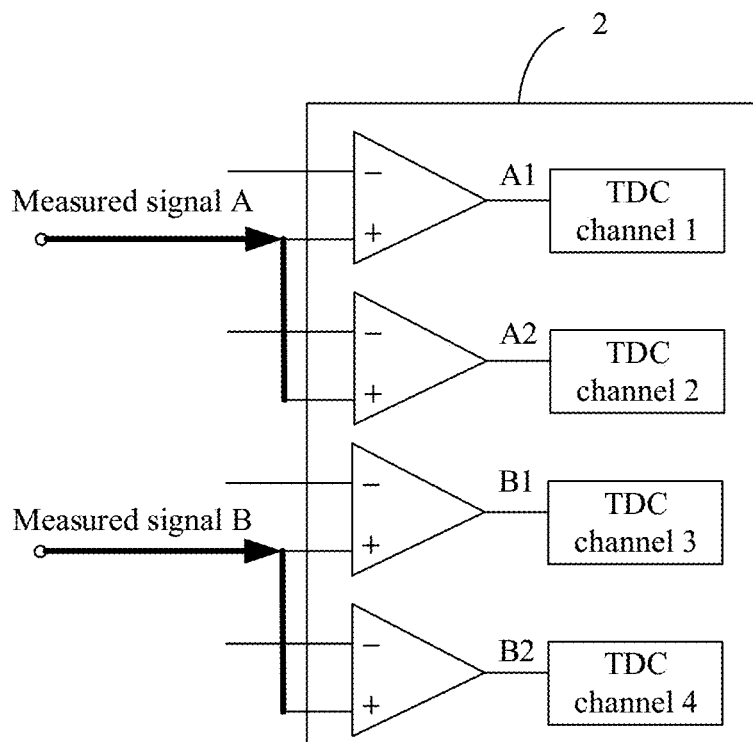 2
A1
TDC
channel 1
Measured signal A
−
+
A2
TDC
channel 2
−
+
B1
TDC
channel 3
Measured signal B
−
+
B2
TDC
channel 4
−
+